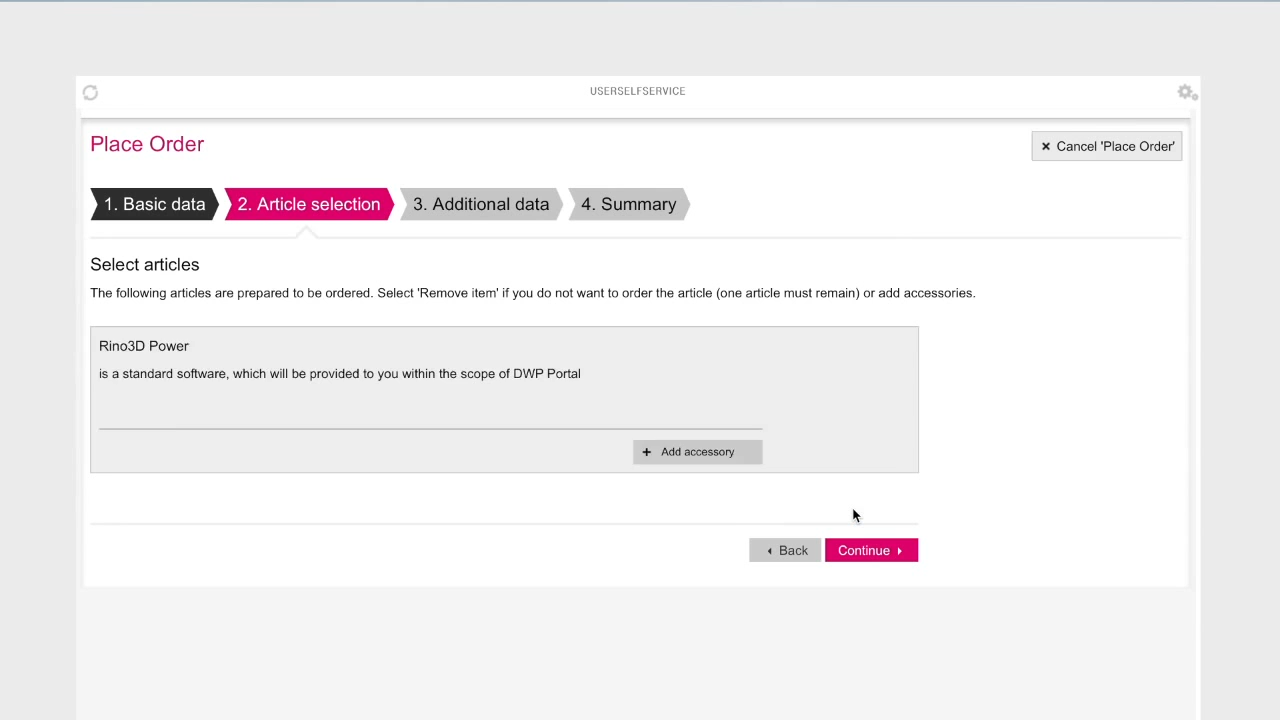 USERSELFSERVICE
Place Order
Cancel 'Place Order'
1. Basic data
2. Article selection
3. Additional data
4. Summary
Select articles
The following articles are prepared to be ordered. Select 'Remove item' if you do not want to order the article (one article must remain) or add accessories.
Rino3D Power
is a standard software, which will be provided to you within the scope of DWP Portal
Add accessory
Back
Continue